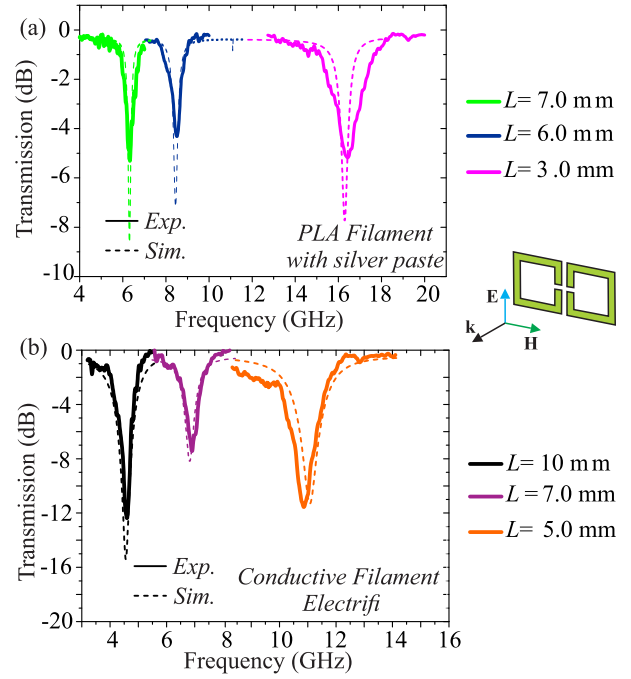 (a)
0
-2
-4
-6
-8
-10
Transmission (dB)
Exp.
Sim.
PLA Filament
with silver paste
4 6 8 10 12 14 16 18 20
Frequency (GHz)
L= 7.0 mm
L= 6.0 mm
L= 3 .0 mm
E
k
H
(b)
0
-4
-8
-12
-16
-20
Transmission (dB)
Exp.
Sim.
Conductive Filament
Electrifi
4 6 8 10 12 14 16
Frequency (GHz)
L= 10 mm
L = 7.0 mm
L= 5.0 mm